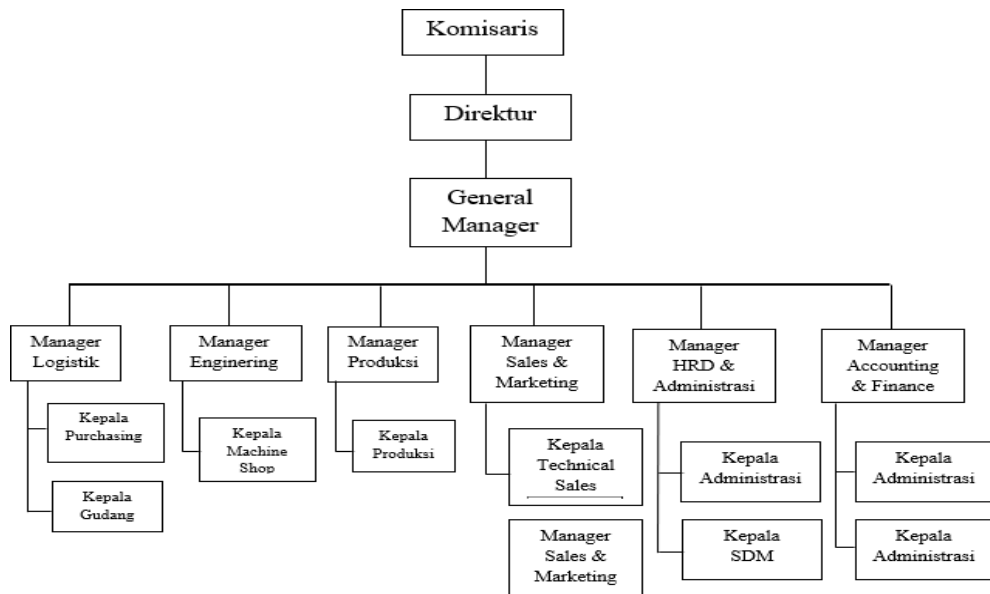 Komisaris
Direktur
General
Manager
Manager
Logistik
Manager
Enginering
Manager
Produksi
Manager
Sales &
Marketing
Manager
HRD &
Administrasi
Manager
Accounting
& Finance
Kepala
Purchasing
Kepala
Gudang
Kepala
Machine
Shop
Kepala
Produksi
Kepala
Technical
Sales
Manager
Sales &
Marketing
Kepala
Administrasi
Kepala
SDM
Kepala
Administrasi
Kepala
Administrasi